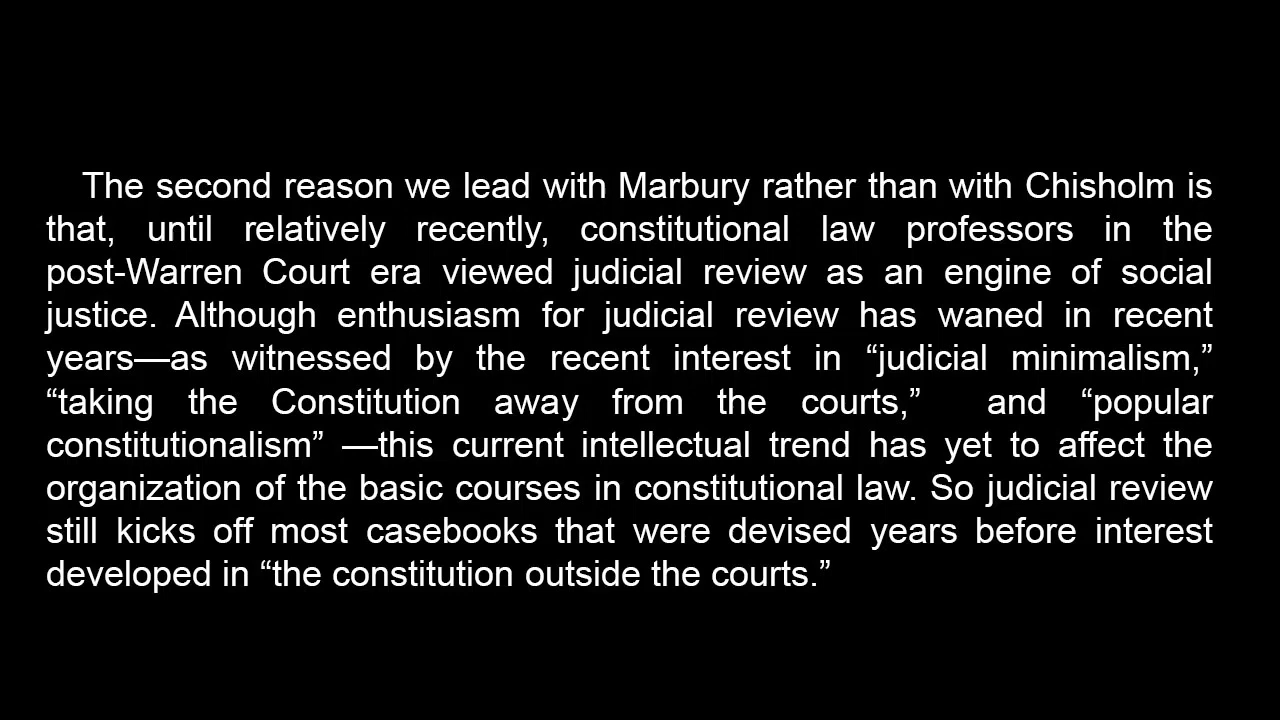 The second reason we lead with Marbury rather than with Chisholm is
that, until relatively recently, constitutional law professors in the
post-Warren Court era viewed judicial review as an engine of social
justice. Although enthusiasm for judicial review has waned in recent
years—as witnessed by the recent interest in “judicial minimalism,”
“taking the Constitution away from the courts,” and “popular
constitutionalism” —this current intellectual trend has yet to affect the
organization of the basic courses in constitutional law. So judicial review
still kicks off most casebooks that were devised years before interest
developed in “the constitution outside the courts.”